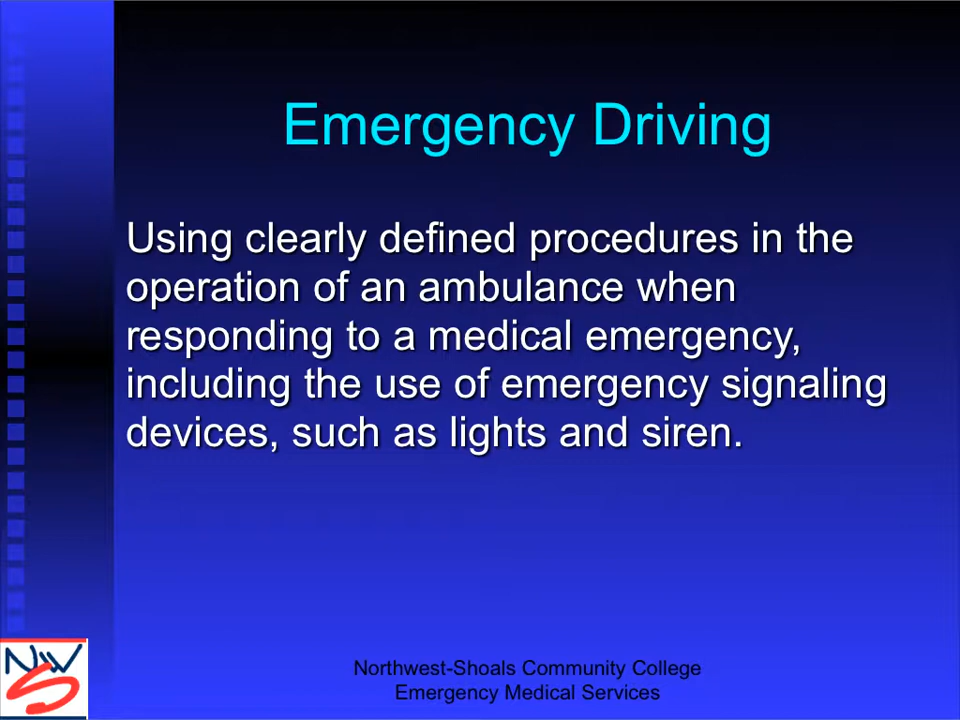 Emergency Driving
Using clearly defined procedures in the
operation of an ambulance when
responding to a medical emergency,
including the use of emergency signaling
devices, such as lights and siren.
NWS
Northwest-Shoals Community College
Emergency Medical Services